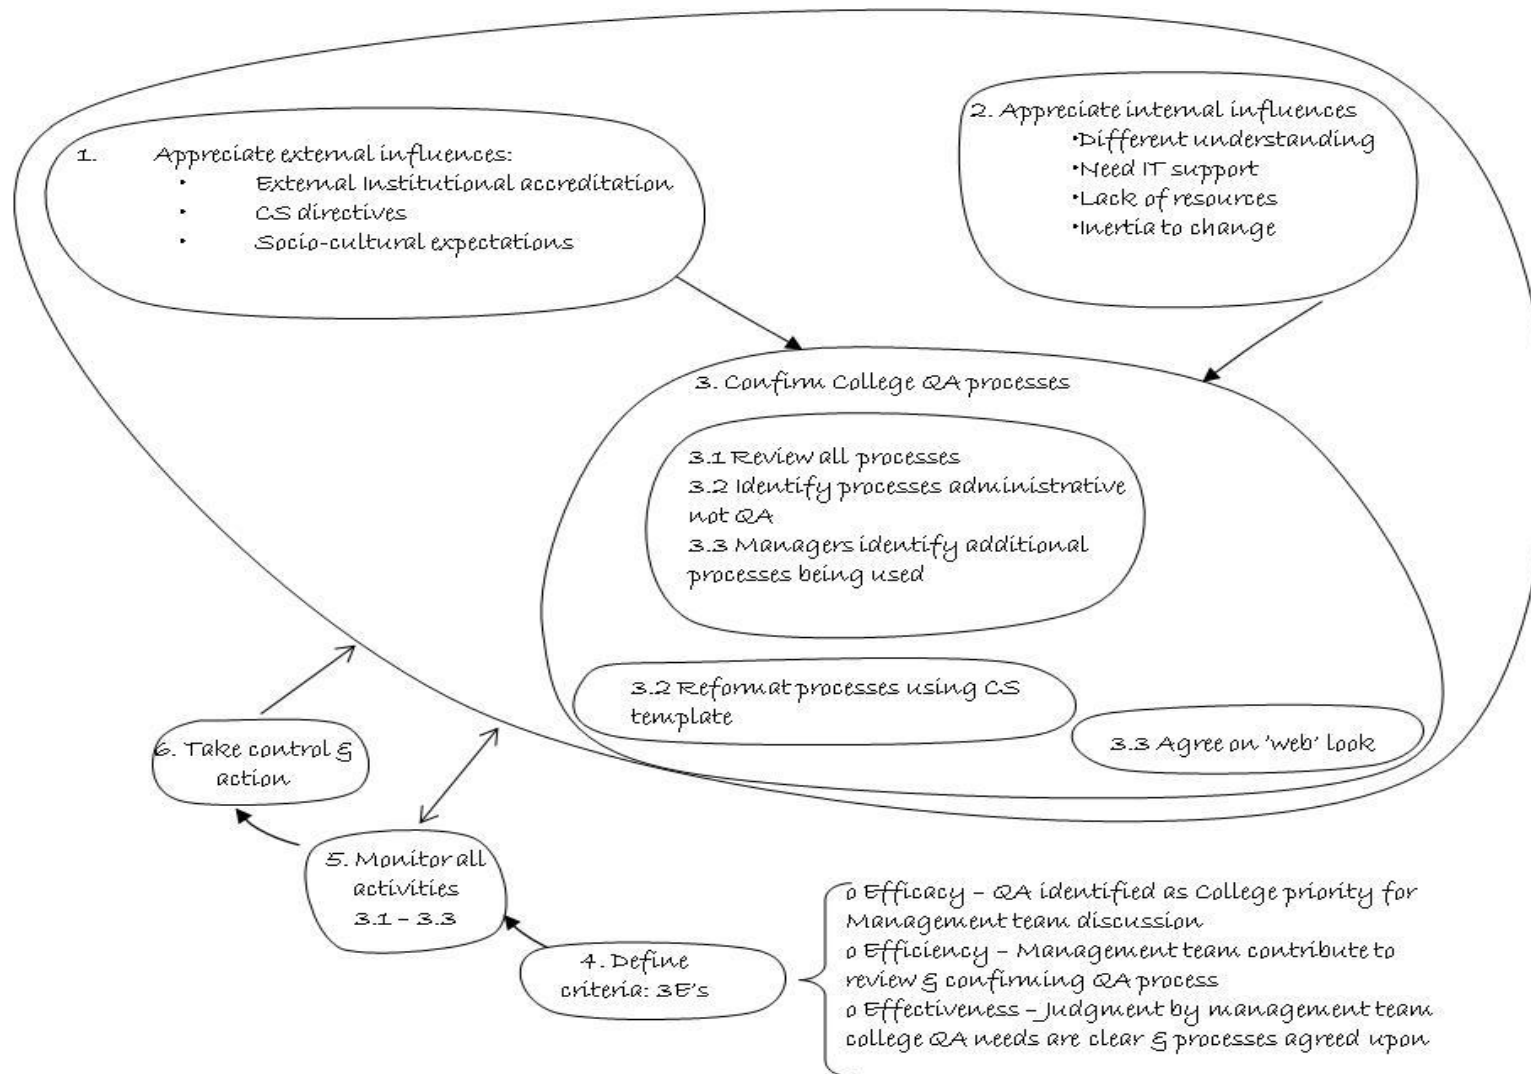 1. Appreciate external influences:
• External Institutional accreditation
• CS directives
• Socio-cultural expectations
2. Appreciate internal influences
•Different understanding
•Need IT support
•Lack of resources
•Inertia to change
3. Confirm College QA processes
3.1 Review all processes
3.2 Identify processes administrative
not QA
3.3 Managers identify additional
processes being used
3.2 Reformat processes using CS
template
3.3 Agree on 'web' look
6. Take control &
action
5. Monitor all
activities
3.1 – 3.3
4. Define
criteria: 3E's
o Efficacy – QA identified as College priority for
Management team discussion
o Efficiency – Management team contribute to
review & confirming QA process
o Effectiveness – Judgment by management team
college QA needs are clear & processes agreed upon